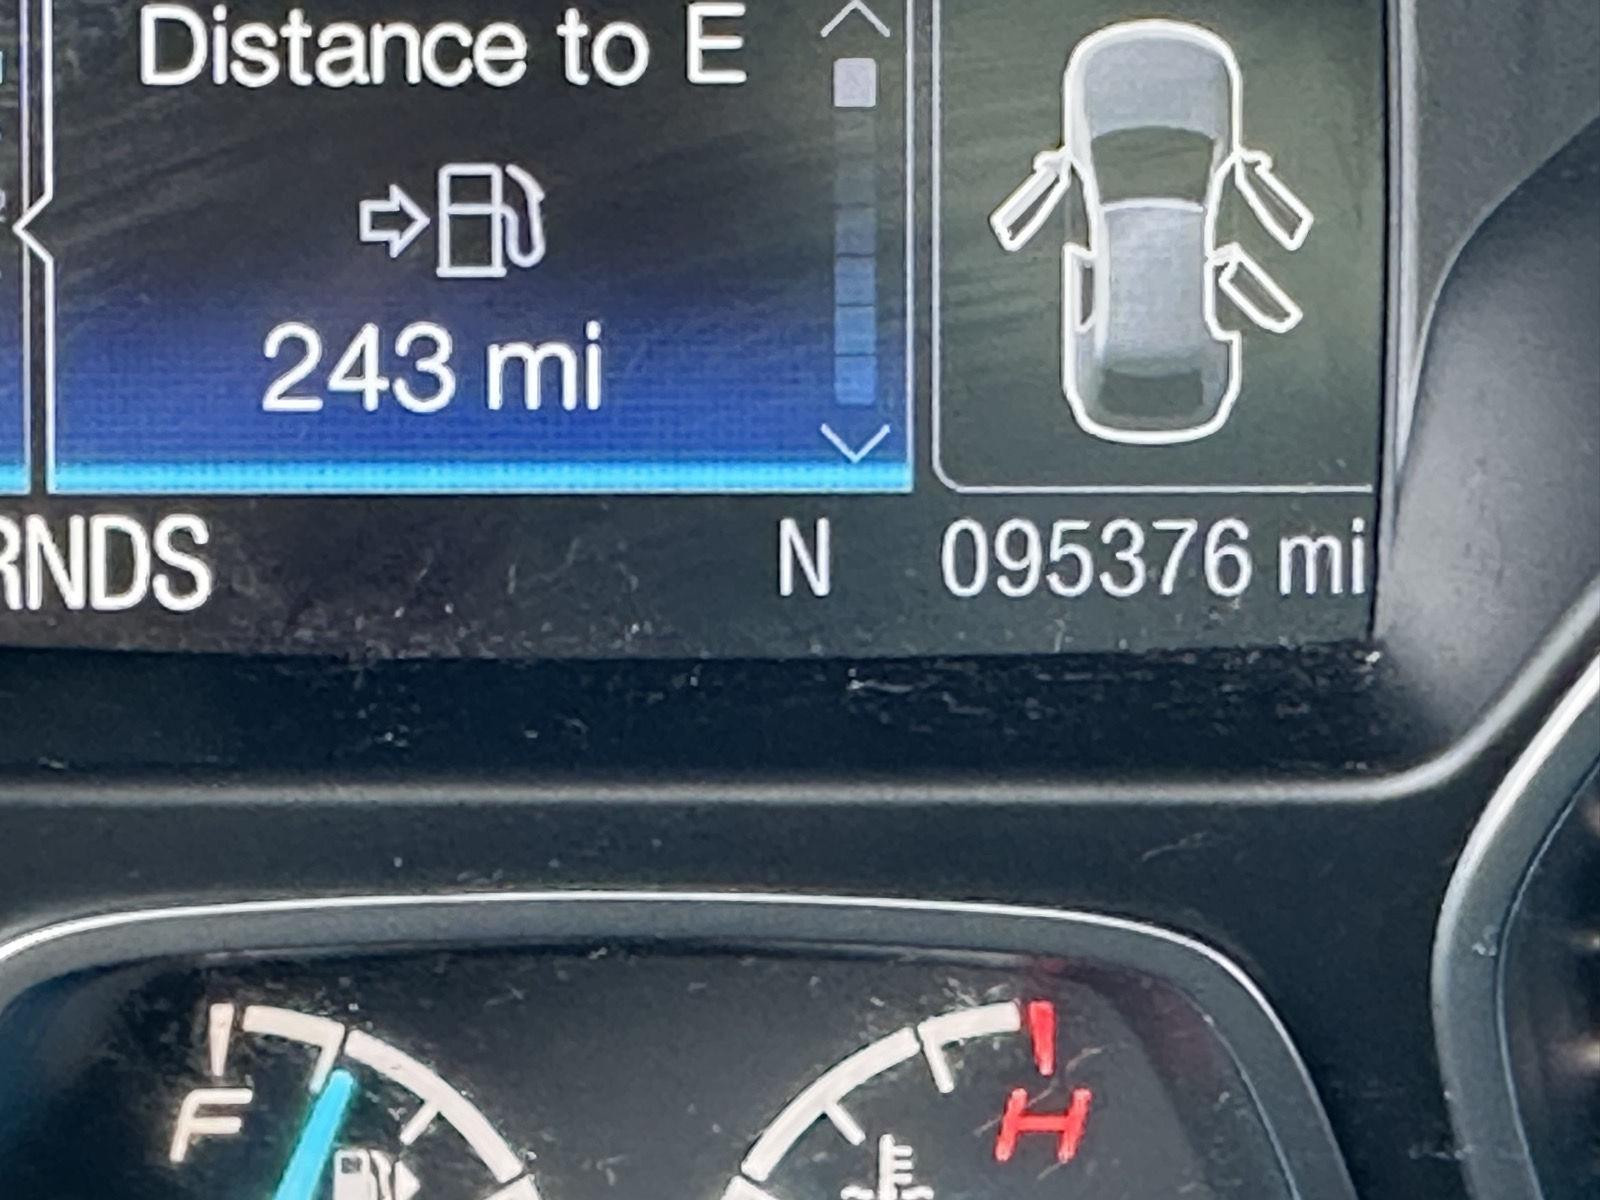 Distance to E
243 mi
RNDS N 095376 mi
F H